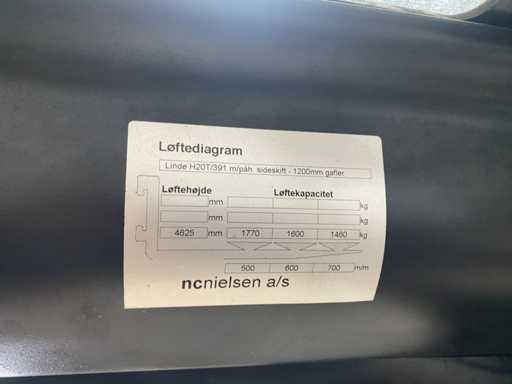 Løftediagram
Linde H20T/391 m/påh. sideskift - 1200mm gafler
Løftehøjde Løftekapacitet
mm kg
mm kg
4625 mm 1770 1600 1460 kg
500 600 700 m/m
ncnielsen a/s